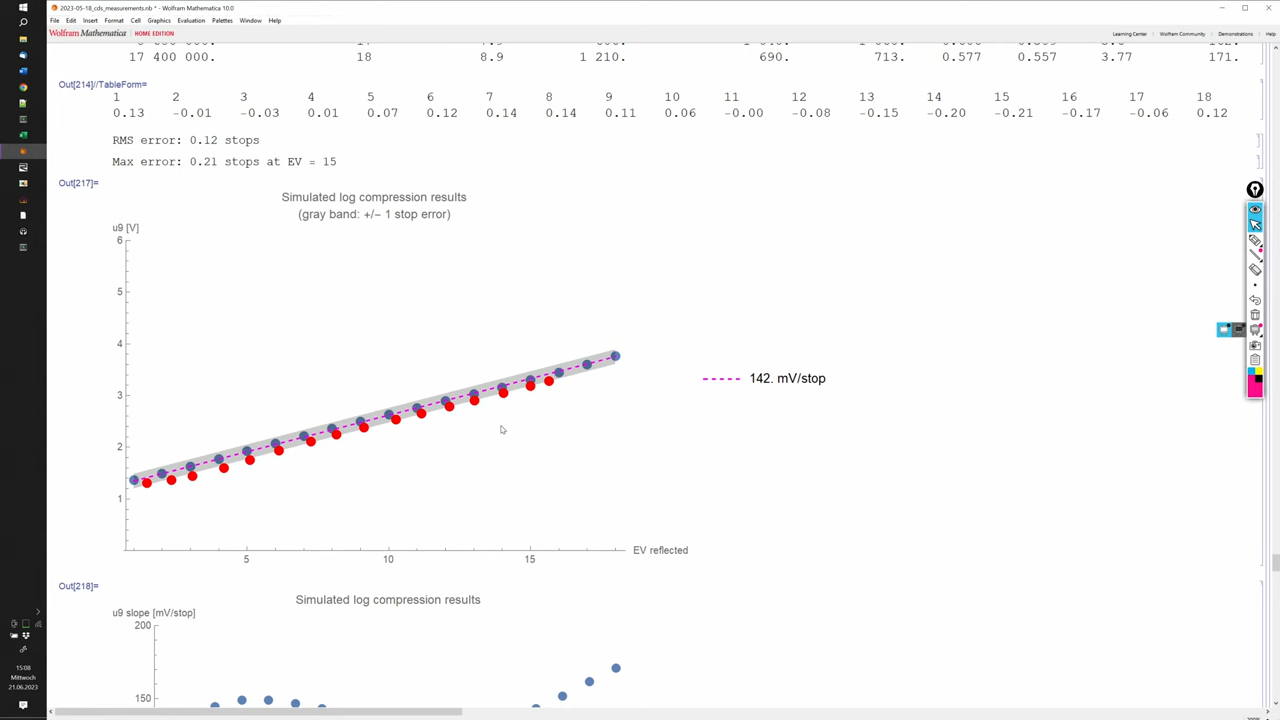 2023-05-18_cds_measurements.nb * - Wolfram Mathematica 10.0
File Edit Insert Format Cell Graphics Evaluation Palettes Window Help
Wolfram Mathematica HOME EDITION Learning Center Wolfram Community Demonstrations Help
17 400 000. 18 8.9 1 210. 690. 713. 0.577 0.557 3.77 171.
Out[214]//TableForm=
1 2 3 4 5 6 7 8 9 10 11 12 13 14 15 16 17 18
0.13 -0.01 -0.03 0.01 0.07 0.12 0.14 0.14 0.11 0.06 -0.00 -0.08 -0.15 -0.20 -0.21 -0.17 -0.06 0.12
RMS error: 0.12 stops
Max error: 0.21 stops at EV = 15
Out[217]=
Simulated log compression results
(gray band: +/- 1 stop error)
u9 [V]
6
5
4
3
2
1
142. mV/stop
5 10 15
EV reflected
Out[218]=
Simulated log compression results
u9 slope [mV/stop]
200
150
15:08
Mittwoch
21.06.2023